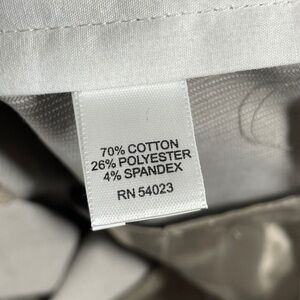 70% COTTON
26% POLYESTER
4% SPANDEX
RN 54023